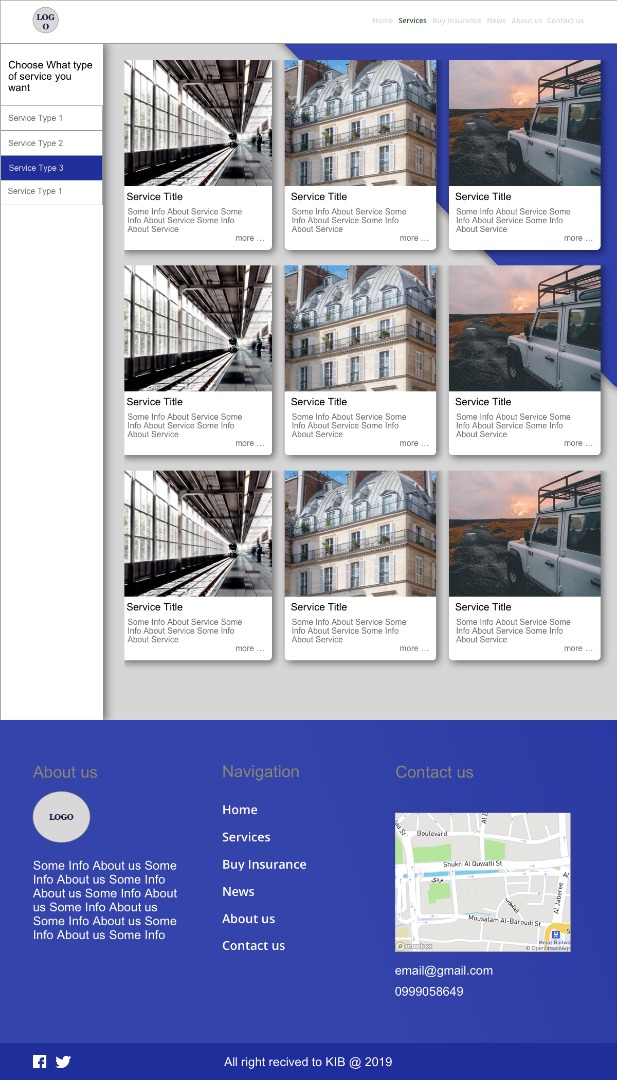 LOG
O
Home Services Buy Insurance News About us Contact us
Choose What type
of service you
want
Service Type 1
Service Type 2
Service Type 3
Service Type 1
Service Title
Some Info About Service Some
Info About Service Some Info
About Service
more ...
Service Title
Some Info About Service Some
Info About Service Some Info
About Service
more ...
Service Title
Some Info About Service Some
Info About Service Some Info
About Service
more ...
Service Title
Some Info About Service Some
Info About Service Some Info
About Service
more ...
Service Title
Some Info About Service Some
Info About Service Some Info
About Service
more ...
Service Title
Some Info About Service Some
Info About Service Some Info
About Service
more ...
Service Title
Some Info About Service Some
Info About Service Some Info
About Service
more ...
Service Title
Some Info About Service Some
Info About Service Some Info
About Service
more ...
Service Title
Some Info About Service Some
Info About Service Some Info
About Service
more ...
About us
LOGO
Some Info About us Some
Info About us Some Info
About us Some Info About
us Some Info About us
Some Info About us Some
Info About us Some Info
Navigation
Home
Services
Buy Insurance
News
About us
Contact us
Contact us
Boulevard
Shukri Al Quwatli St
بردى
Al Jabered
Mousalam Al-Baroudi St
mapbox
© OpenStreetMap
email@gmail.com
0999058649
All right recived to KIB @ 2019